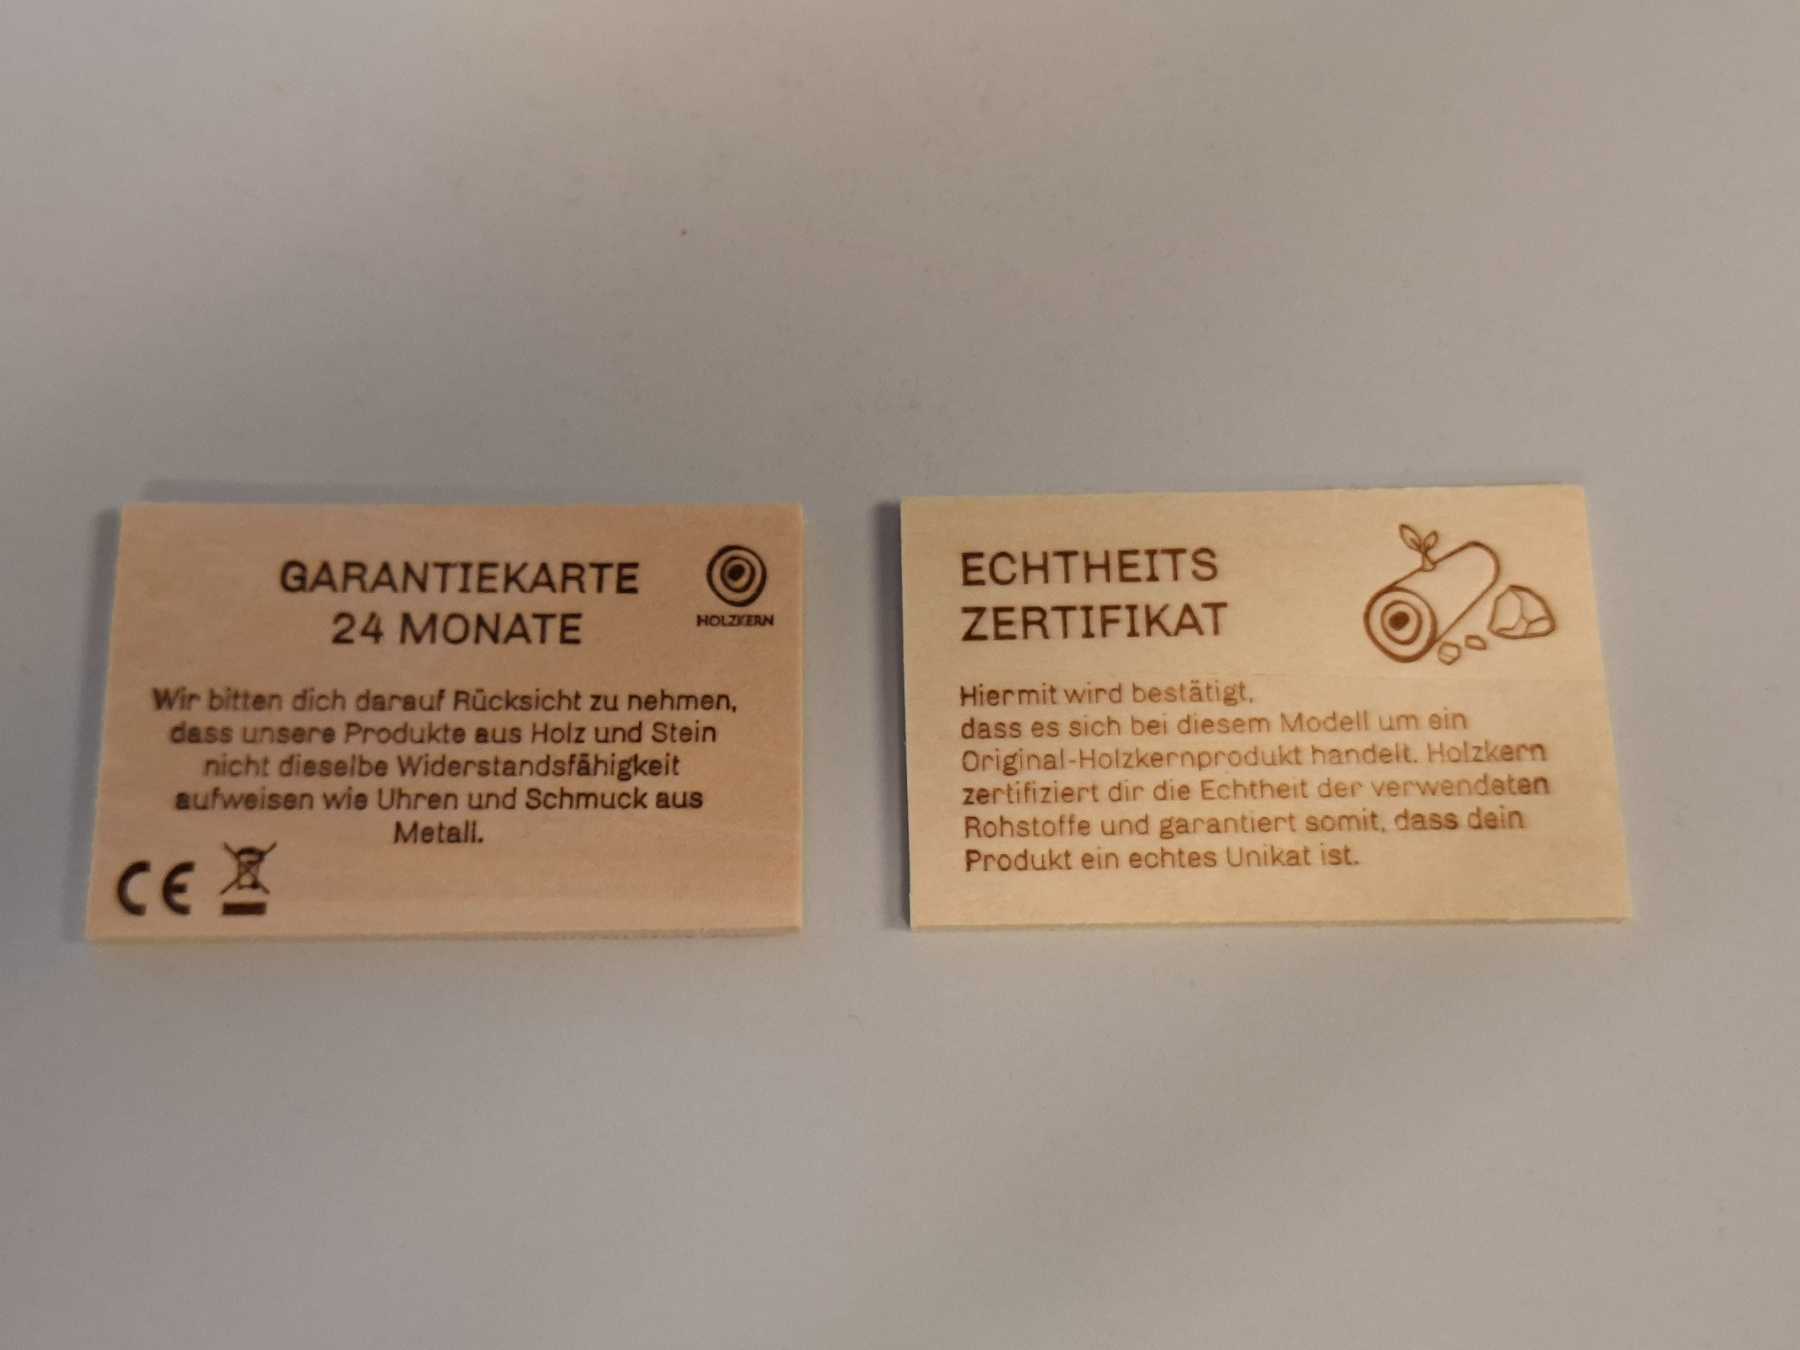 GARANTIEKARTE
24 MONATE
HOLZKERN
Wir bitten dich darauf Rücksicht zu nehmen,
dass unsere Produkte aus Holz und Stein
nicht dieselbe Widerstandsfähigkeit
aufweisen wie Uhren und Schmuck aus
Metall.
CE
ECHTHEITS
ZERTIFIKAT
Hiermit wird bestätigt,
dass es sich bei diesem Modell um ein
Original-Holzkernprodukt handelt. Holzkern
zertifiziert dir die Echtheit der verwendeten
Rohstoffe und garantiert somit, dass dein
Produkt ein echtes Unikat ist.